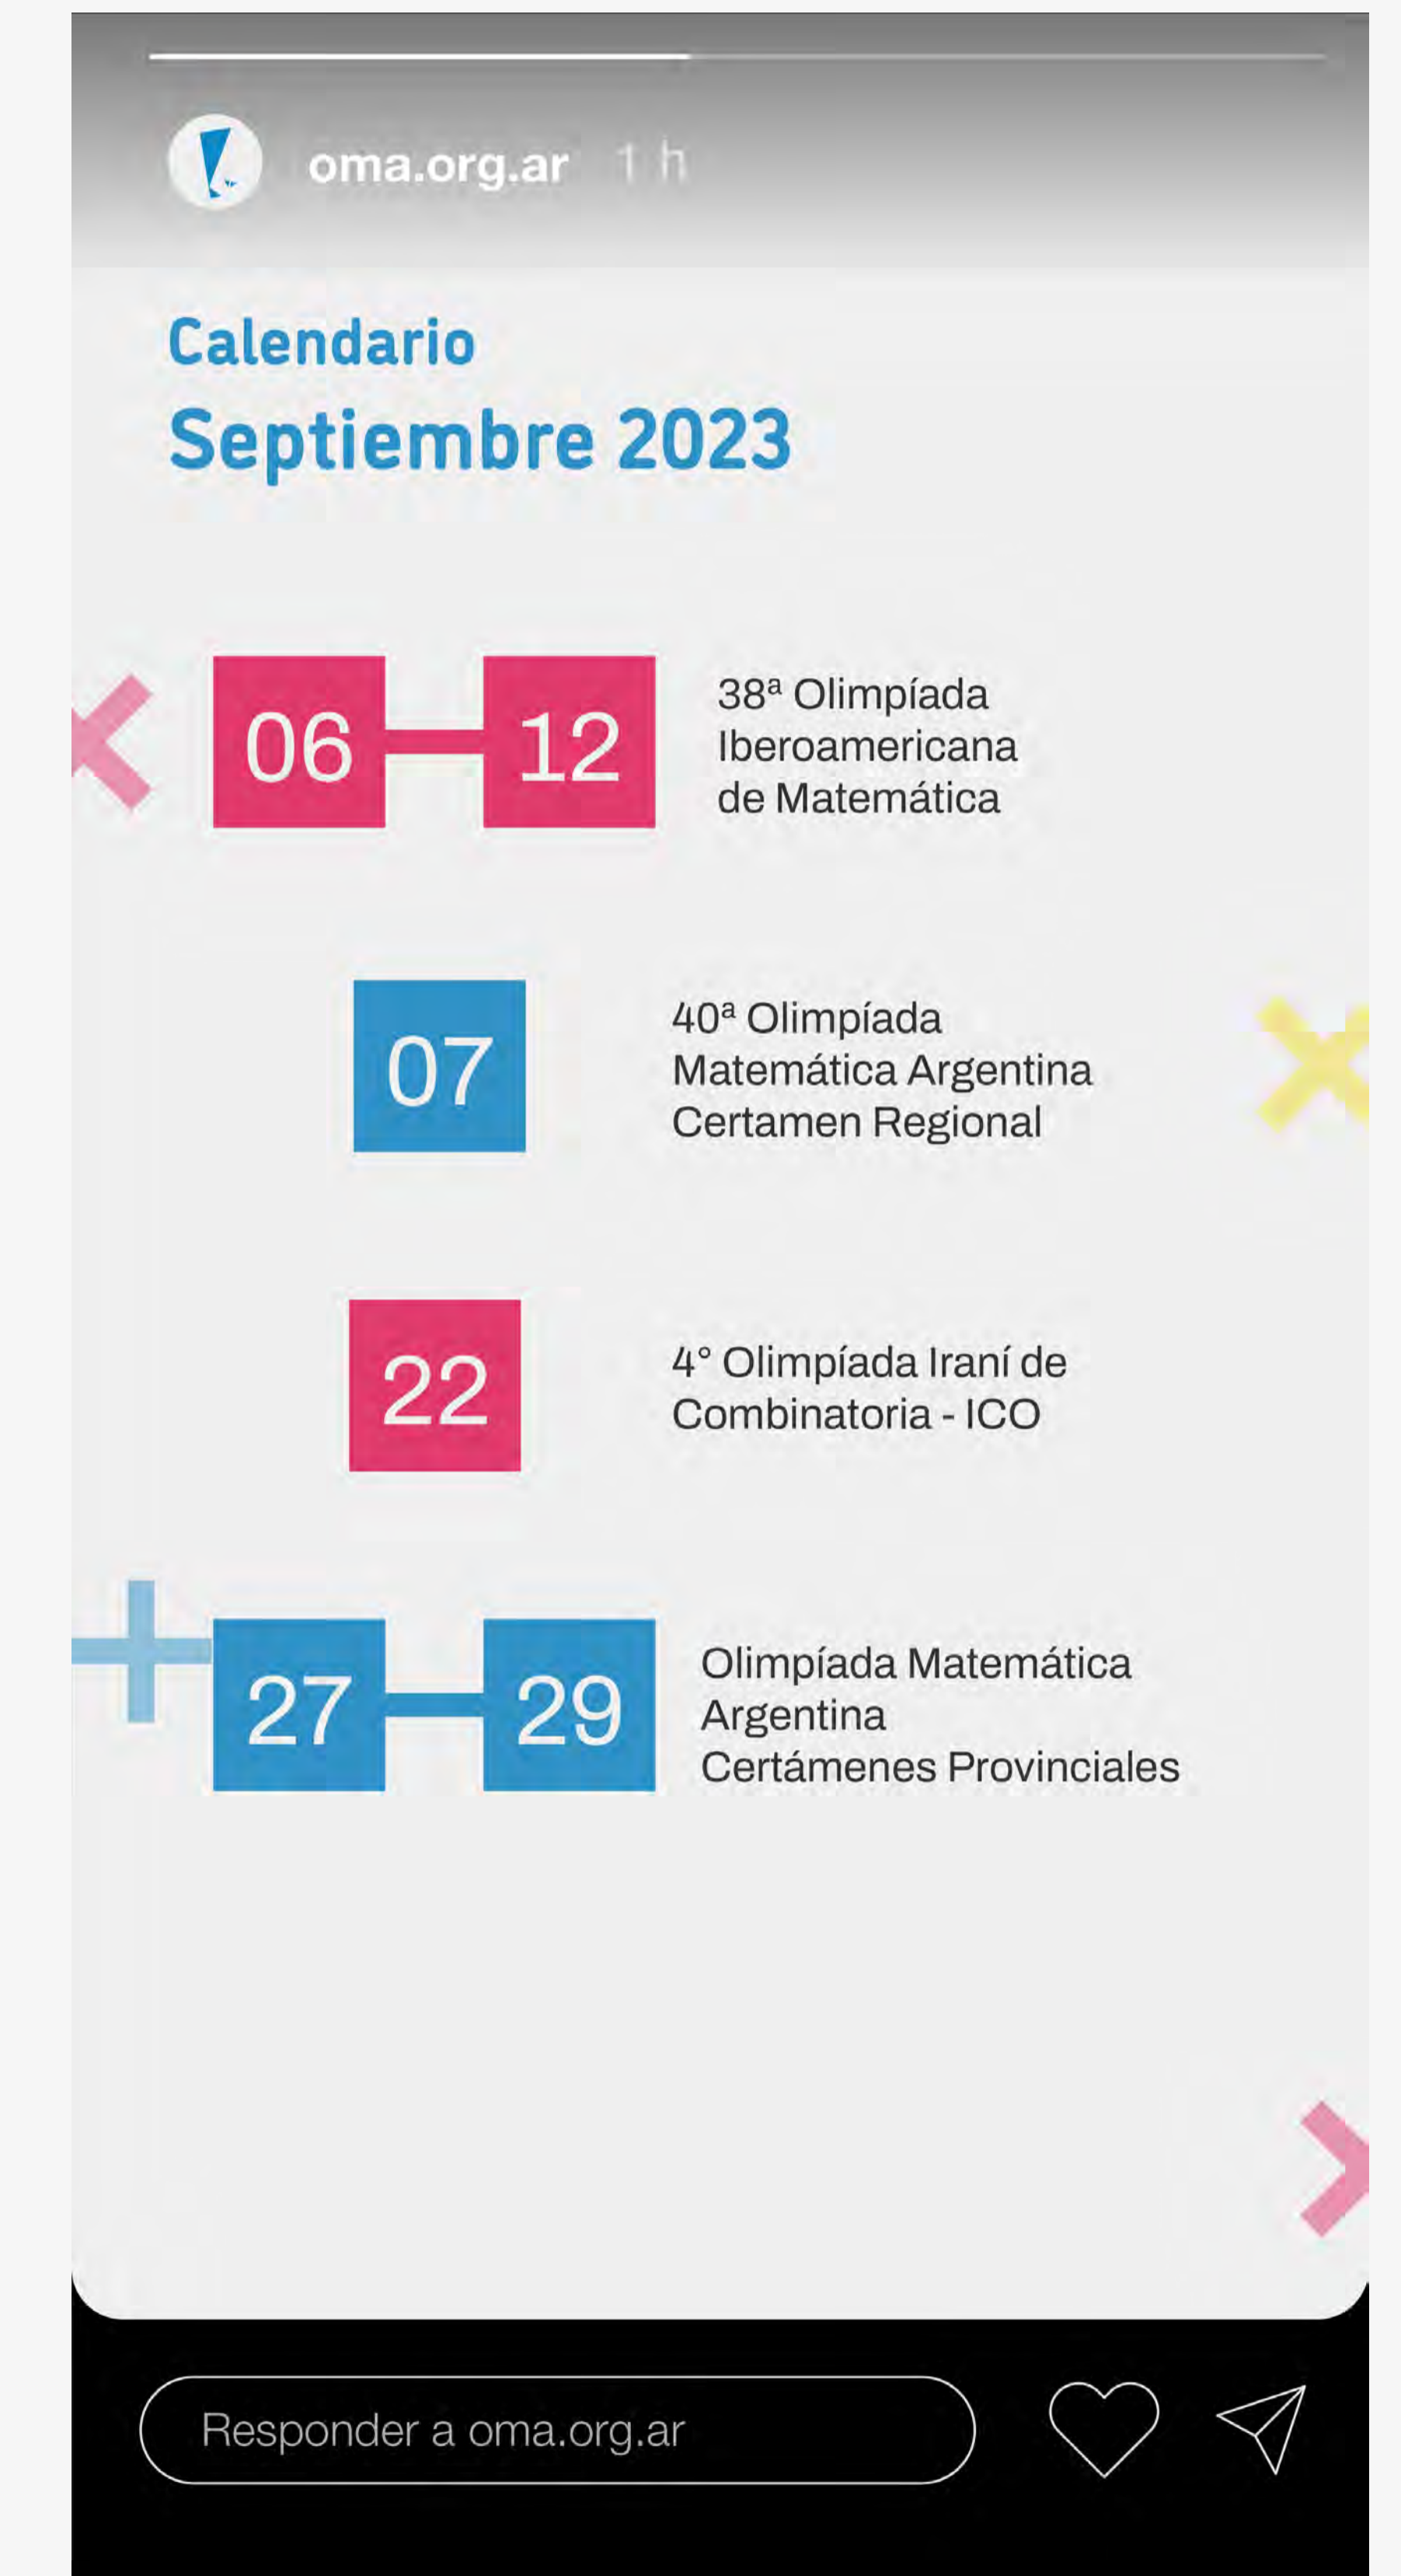 oma.org.ar 1 h
Calendario
Septiembre 2023
06 12
38ª Olimpíada
Iberoamericana
de Matemática
07
40ª Olimpíada
Matemática Argentina
Certamen Regional
22
4° Olimpíada Iraní de
Combinatoria - ICO
27 29
Olimpíada Matemática
Argentina
Certámenes Provinciales
Responder a oma.org.ar